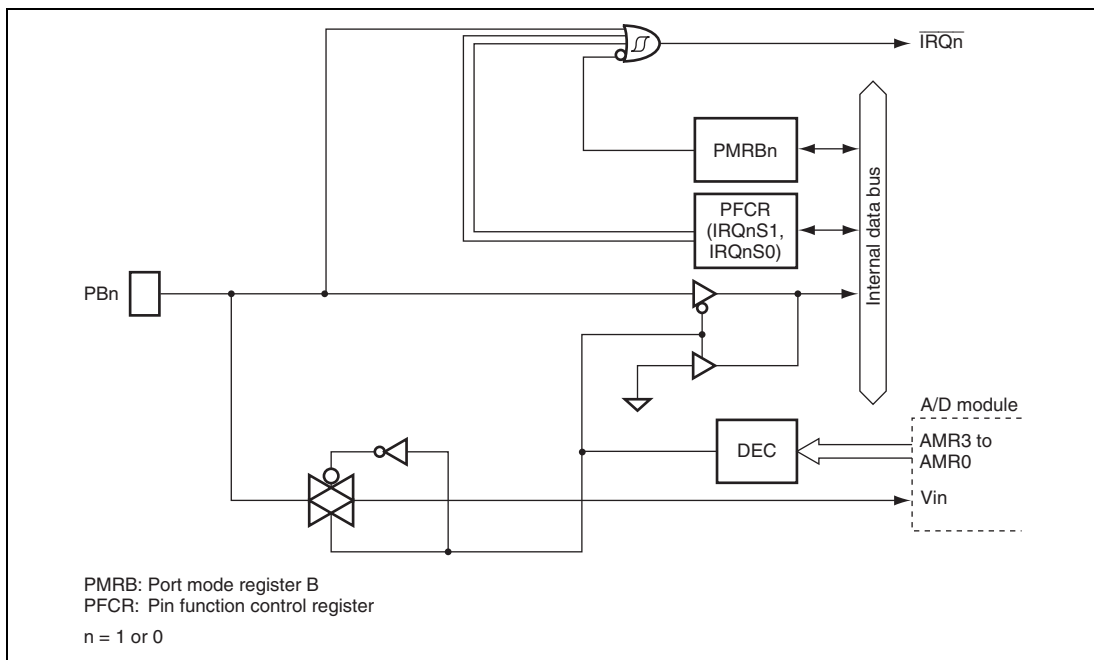 IRQn
PMRBn
PFCR
(IRQnS1,
IRQnS0)
Internal data bus
PBn
A/D module
DEC
AMR3 to
AMR0
Vin
PMRB: Port mode register B
PFCR: Pin function control register
n = 1 or 0